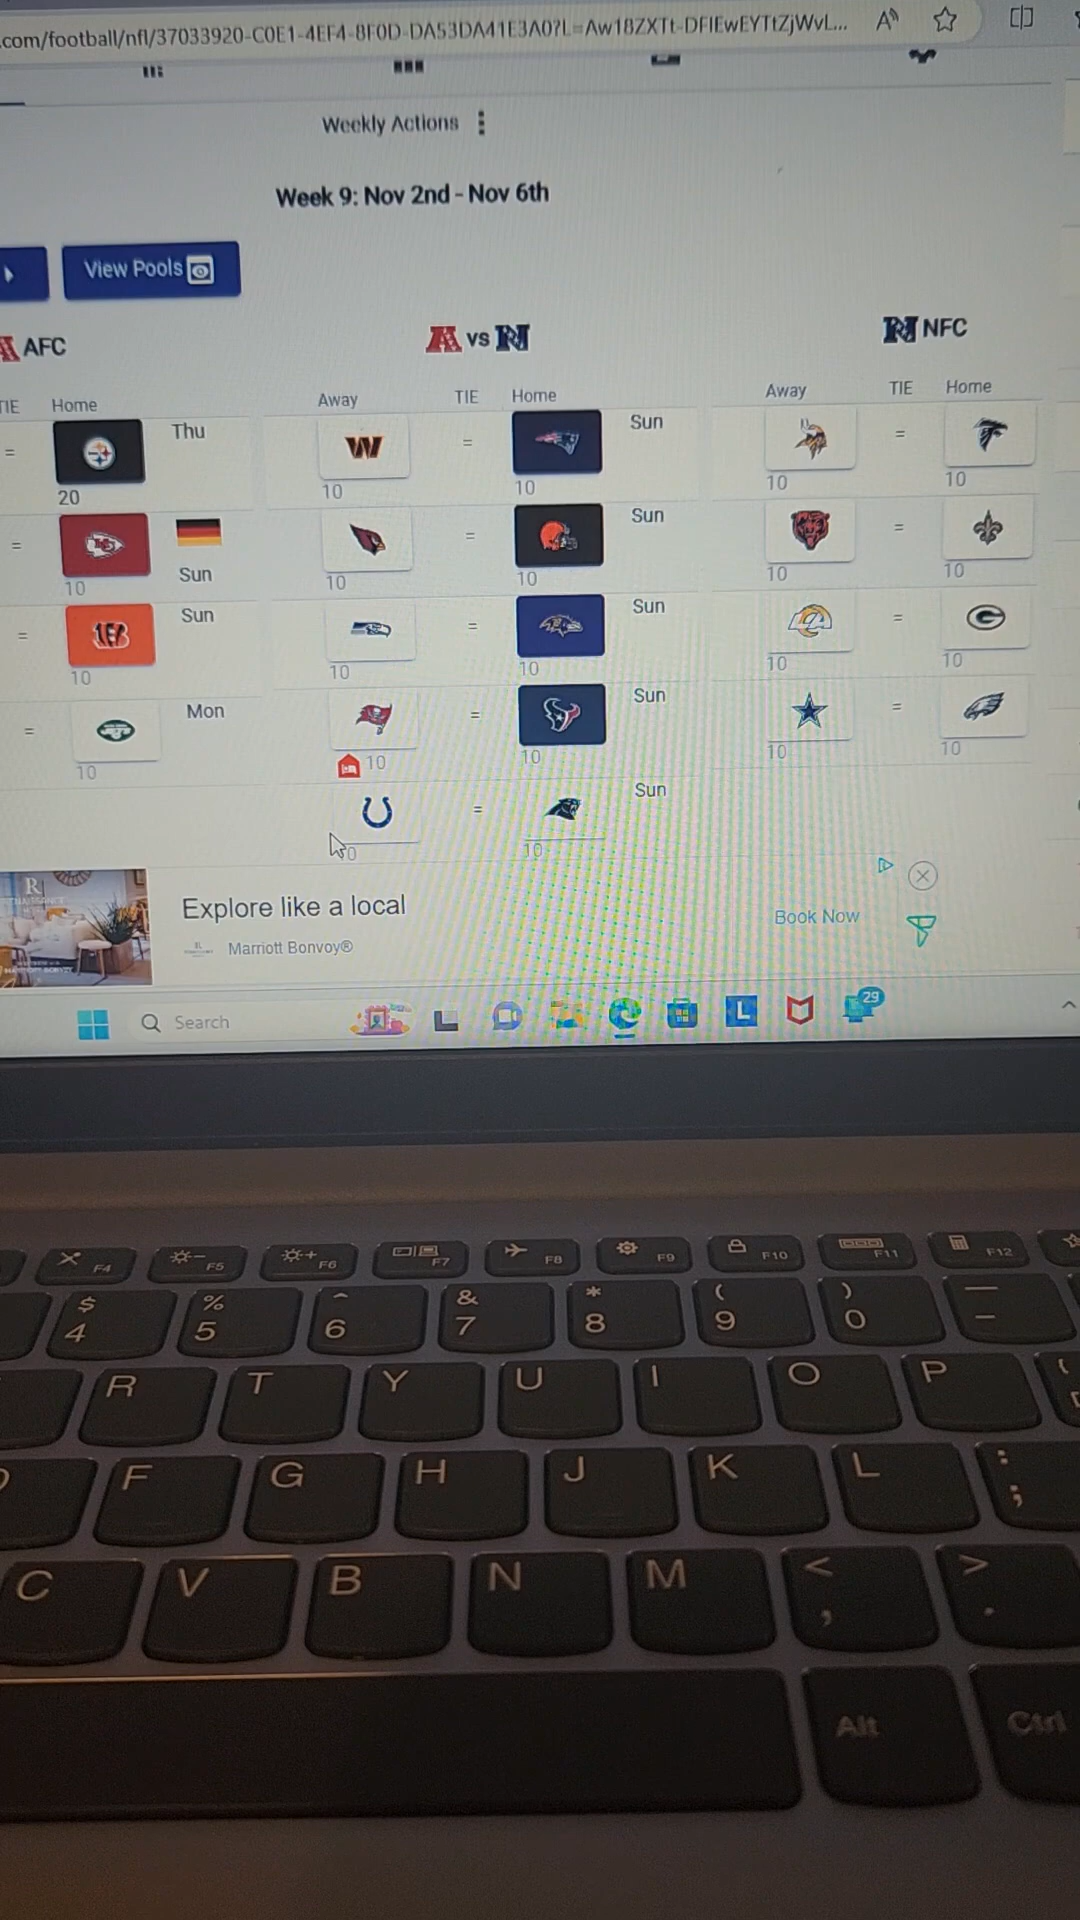 .com/football/nfl/37033920-C0E1-4EF4-8F0D-DA53DA41E3A0?L=Aw18ZXTt-DFIEwEYTtZjWvL...
Weekly Actions
Week 9: Nov 2nd - Nov 6th
View Pools
AFC
vs
NFC
TIE Home
Away TIE Home
Away TIE Home
Thu
Sun
20
10
10
10
10
Sun
Sun
10
10
10
10
10
Sun
Sun
10
10
10
10
10
Mon
Sun
10
10
10
10
10
Sun
10
Explore like a local
Marriott Bonvoy®
Book Now
Search
L
29
F4 F5 F6 F7 F8 F9 F10 F11 F12
$ % ^ & * ( ) —
4 5 6 7 8 9 0 –
R T Y U I O P
F G H J K L :
;
C V B N M < >
, .
Alt Ctrl